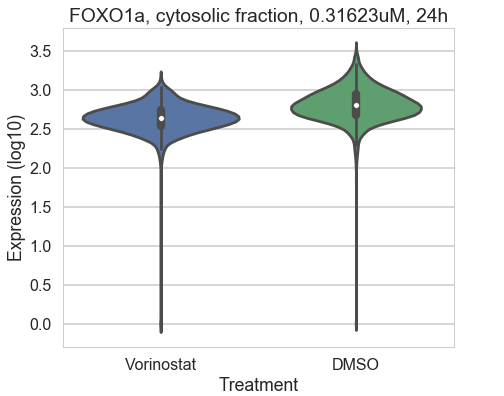 FOXO1a, cytosolic fraction, 0.31623uM, 24h
Expression (log10)
3.5
3.0
2.5
2.0
1.5
1.0
0.5
0.0
Vorinostat
DMSO
Treatment